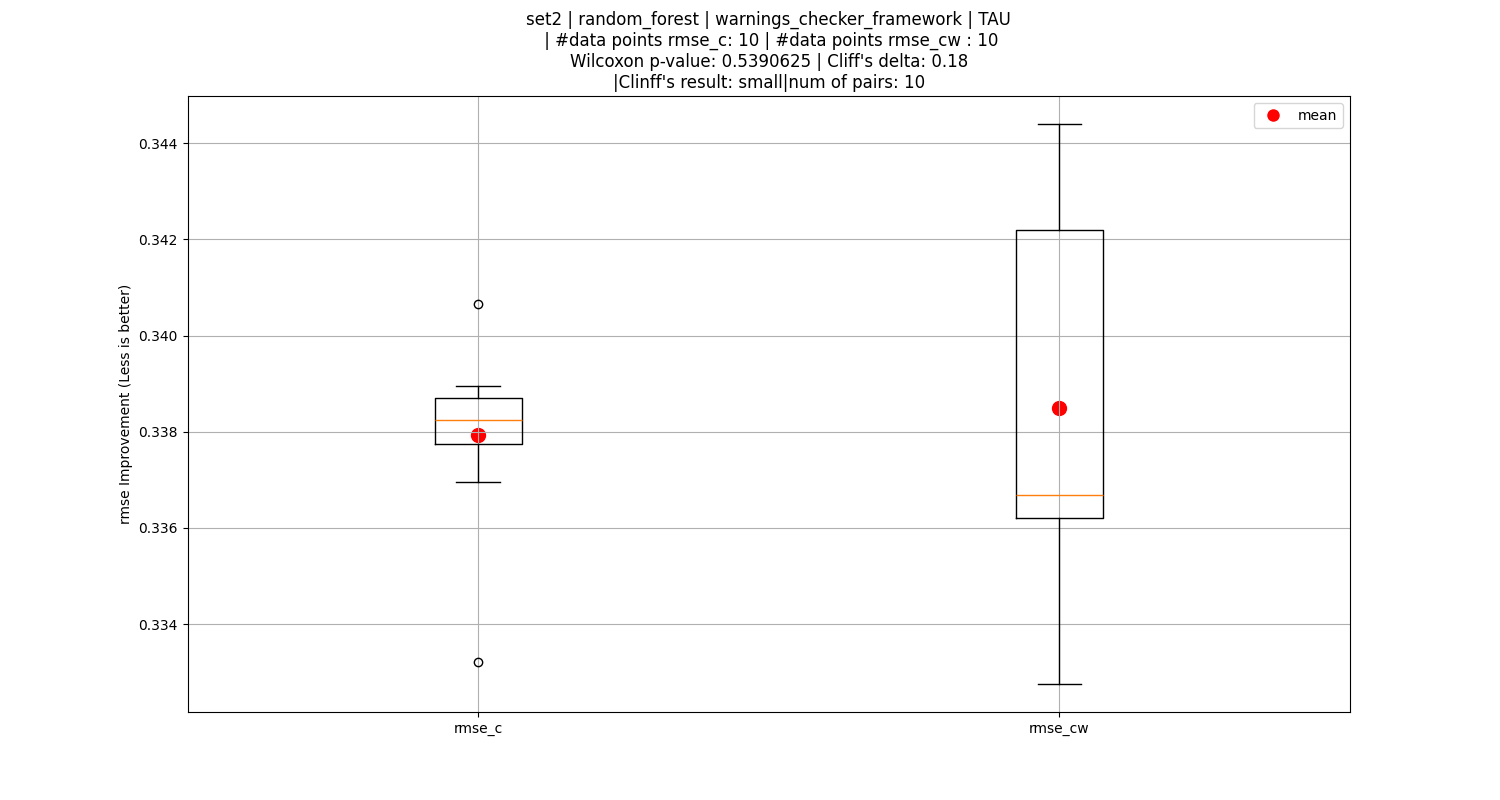 set2 | random_forest | warnings_checker_framework | TAU
| #data points rmse_c: 10 | #data points rmse_cw : 10
Wilcoxon p-value: 0.5390625 | Cliff's delta: 0.18
|Clinff's result: small|num of pairs: 10
mean
0.344
0.342
0.340
0.338
0.336
0.334
rmse Improvement (Less is better)
rmse_c
rmse_cw